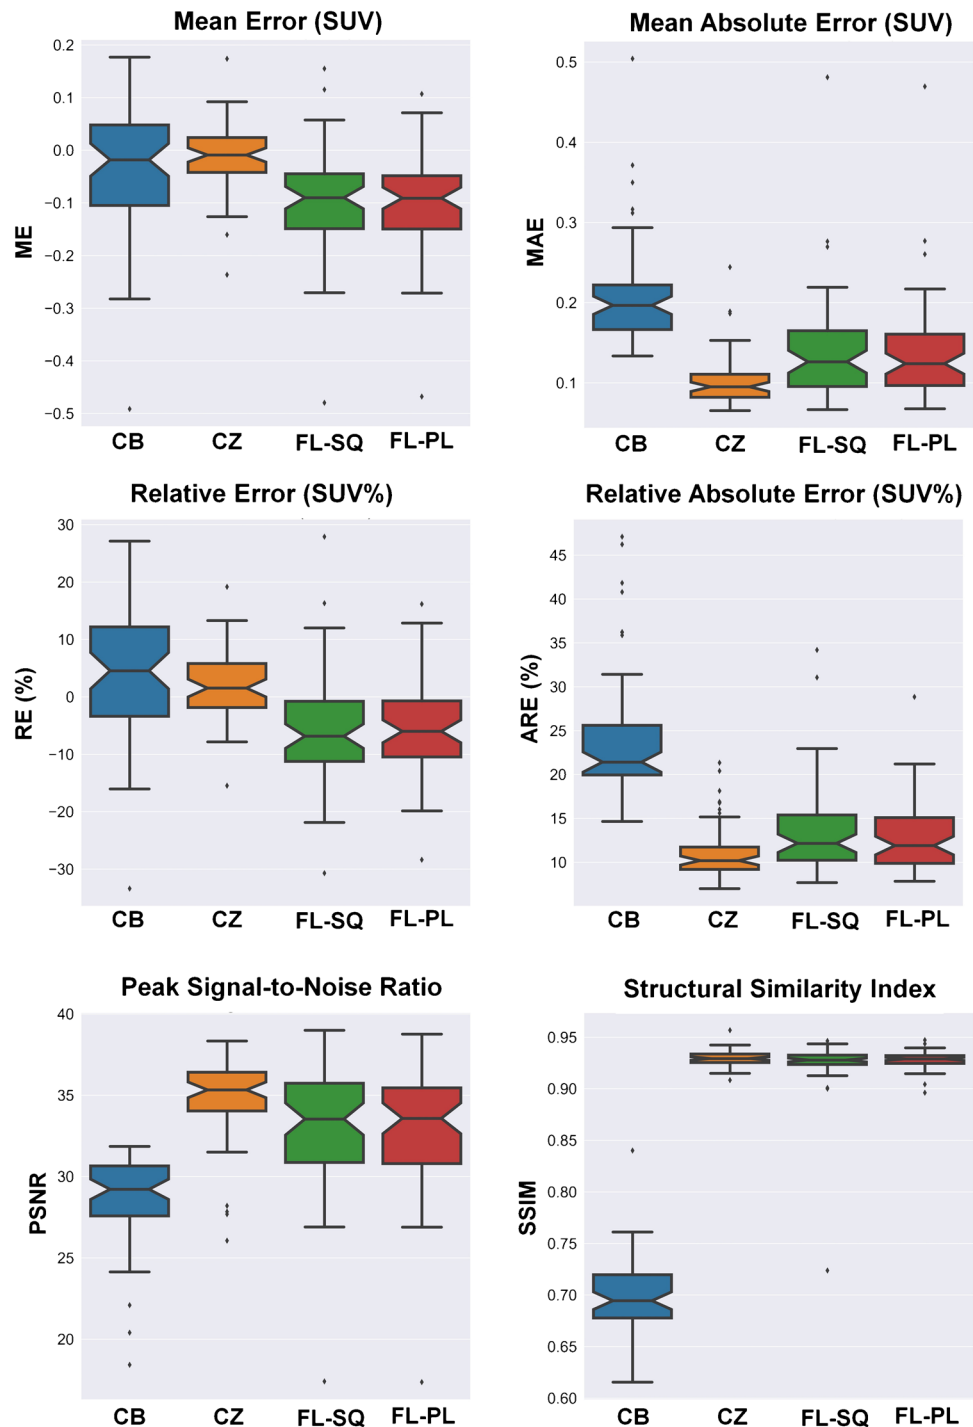 Mean Error (SUV)
0.2
0.1
0.0
−0.1
−0.2
−0.3
−0.4
−0.5
ME
CB CZ FL-SQ FL-PL
Mean Absolute Error (SUV)
0.5
0.4
0.3
0.2
0.1
MAE
CB CZ FL-SQ FL-PL
Relative Error (SUV%)
30
20
10
0
−10
−20
−30
RE (%)
CB CZ FL-SQ FL-PL
Relative Absolute Error (SUV%)
45
40
35
30
25
20
15
10
ARE (%)
CB CZ FL-SQ FL-PL
Peak Signal-to-Noise Ratio
40
35
30
25
20
PSNR
CB CZ FL-SQ FL-PL
Structural Similarity Index
0.95
0.90
0.85
0.80
0.75
0.70
0.65
0.60
SSIM
CB CZ FL-SQ FL-PL